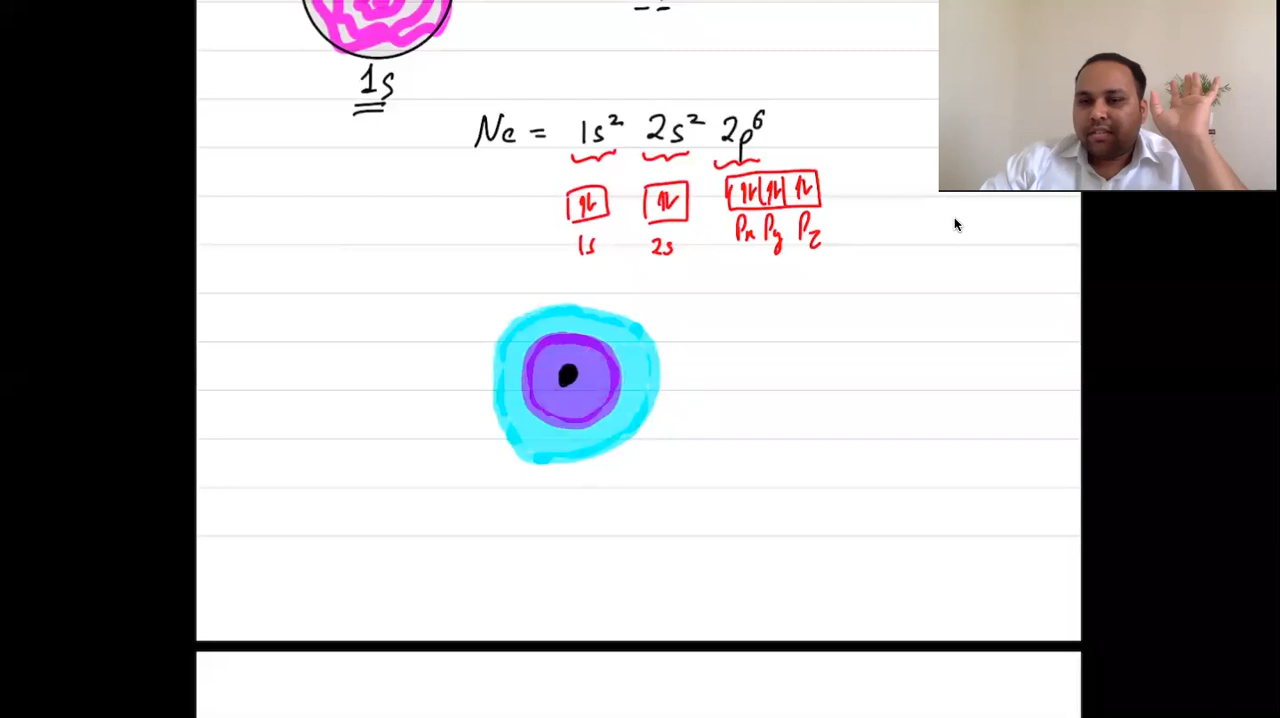 1s
Ne = 1s² 2s² 2p⁶
1s 2s Px Py Pz